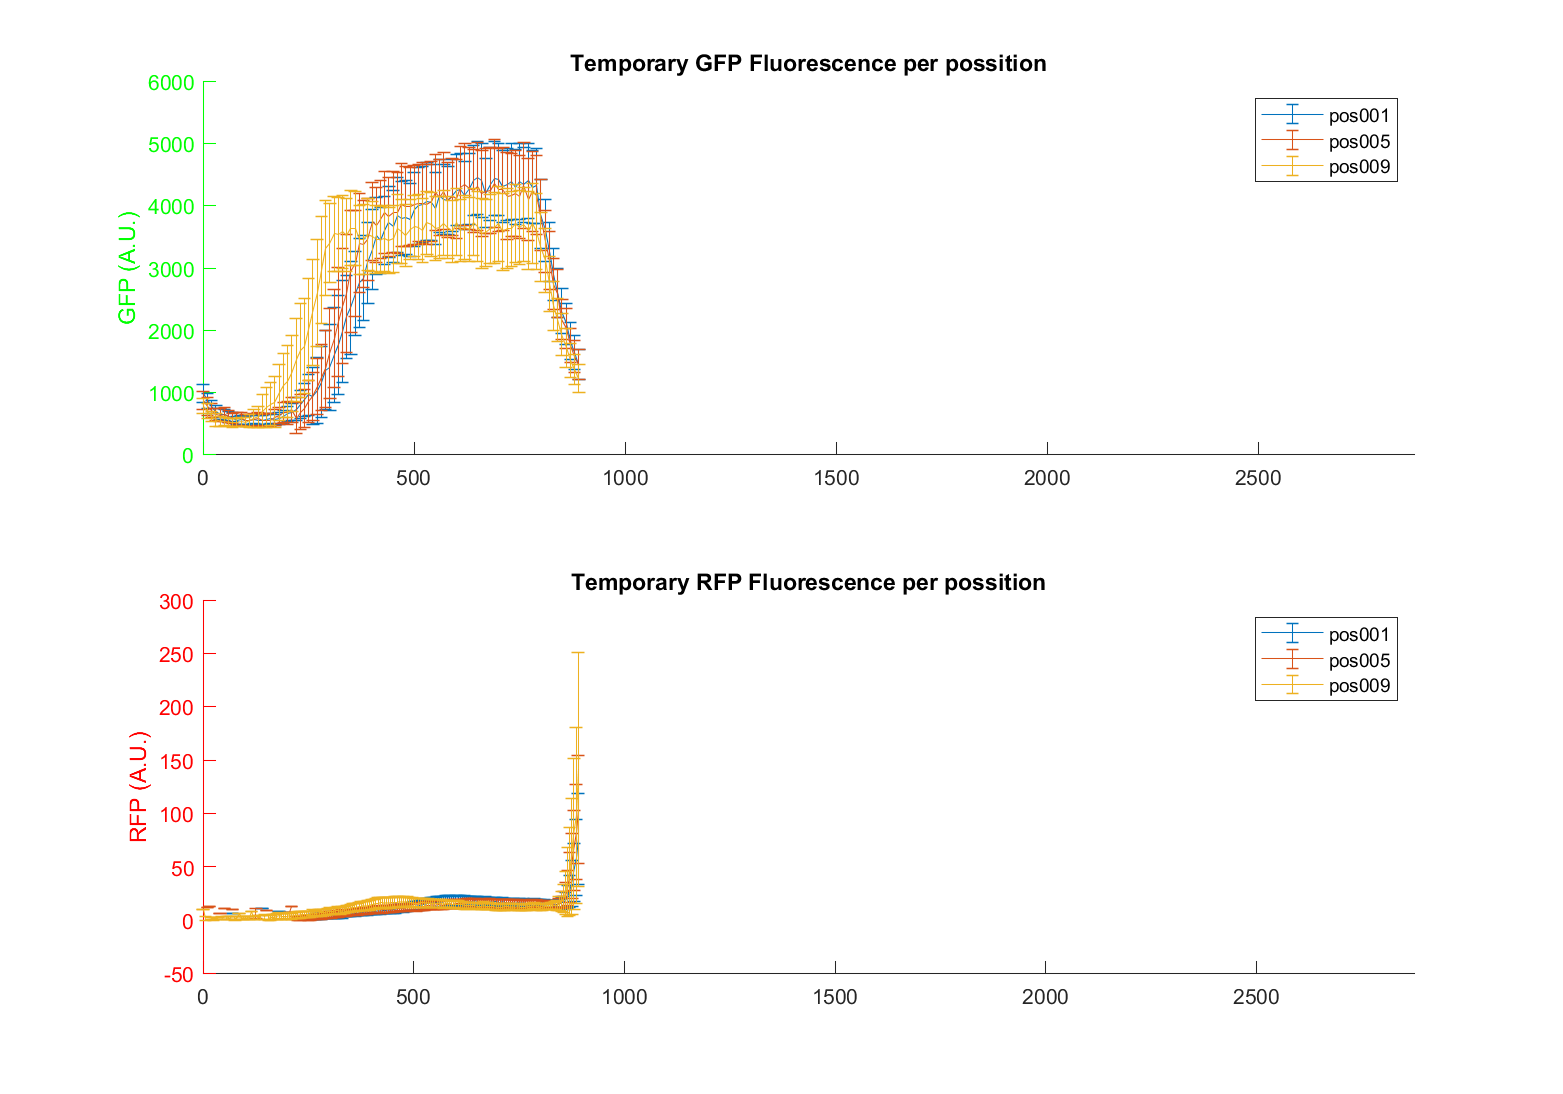 Temporary GFP Fluorescence per possition
6000
5000
4000
3000
2000
1000
0
GFP (A.U.)
pos001
pos005
pos009
0 500 1000 1500 2000 2500
Temporary RFP Fluorescence per possition
300
250
200
150
100
50
0
-50
RFP (A.U.)
pos001
pos005
pos009
0 500 1000 1500 2000 2500